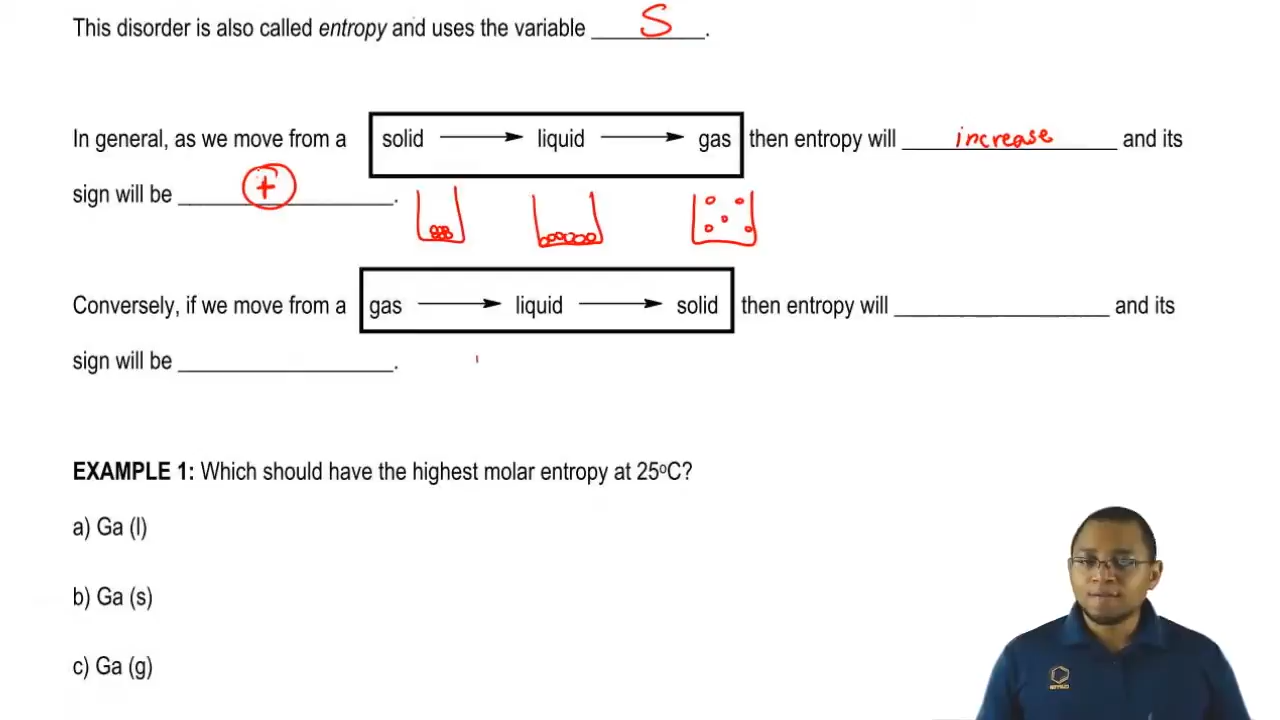 This disorder is also called entropy and uses the variable S.
In general, as we move from a solid liquid gas then entropy will increase and its
sign will be +.
Conversely, if we move from a gas liquid solid then entropy will ____________ and its
sign will be ____________.
EXAMPLE 1: Which should have the highest molar entropy at 25°C?
a) Ga (l)
b) Ga (s)
c) Ga (g)